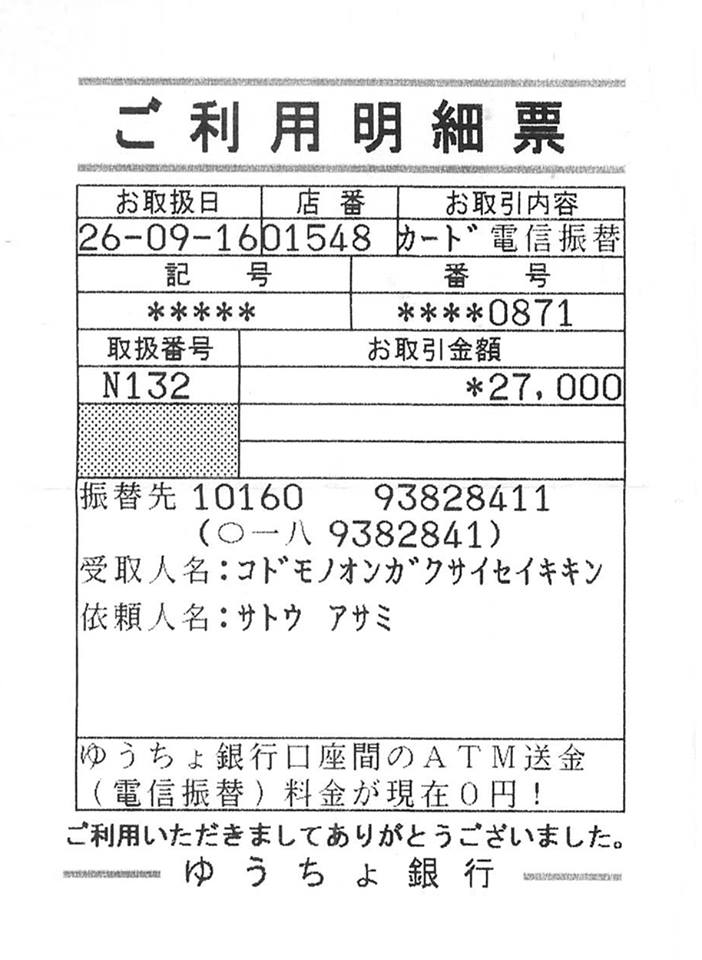 ご利用明細票
お取扱日 店番 お取引内容
26-09-16 01548 カード電信振替
記号 番号
***** ****0871
取扱番号 お取引金額
N132 *27,000
振替先 10160 93828411
(〇一八 9382841)
受取人名:コドモノオンガクサイセイキキン
依頼人名:サトウ アサミ
ゆうちょ銀行口座間のATM送金
(電信振替)料金が現在0円!
ご利用いただきましてありがとうございました。
ゆうちょ銀行